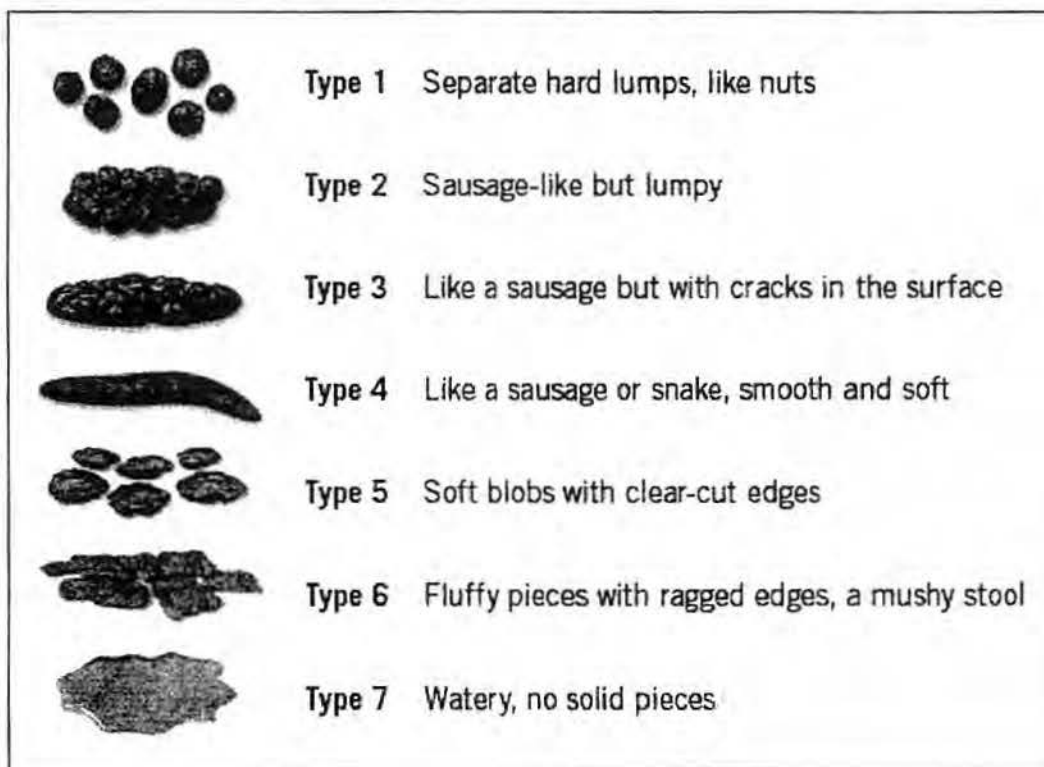 Type 1 Separate hard lumps, like nuts
Type 2 Sausage-like but lumpy
Type 3 Like a sausage but with cracks in the surface
Type 4 Like a sausage or snake, smooth and soft
Type 5 Soft blobs with clear-cut edges
Type 6 Fluffy pieces with ragged edges, a mushy stool
Type 7 Watery, no solid pieces